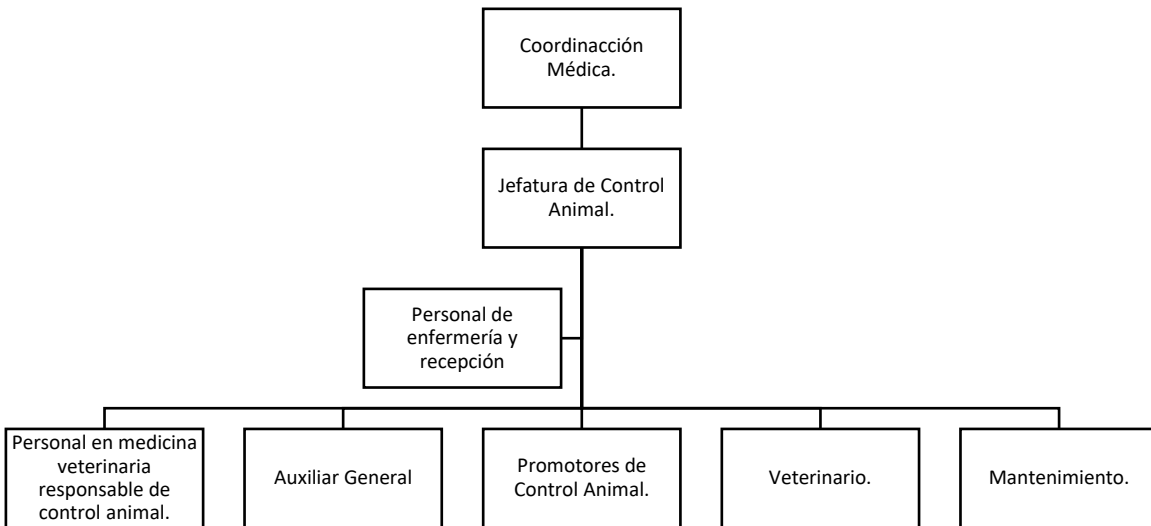 Coordinacción
Médica.
Jefatura de Control
Animal.
Personal de
enfermería y
recepción
Personal en medicina
veterinaria
responsable de
control animal.
Auxiliar General
Promotores de
Control Animal.
Veterinario.
Mantenimiento.